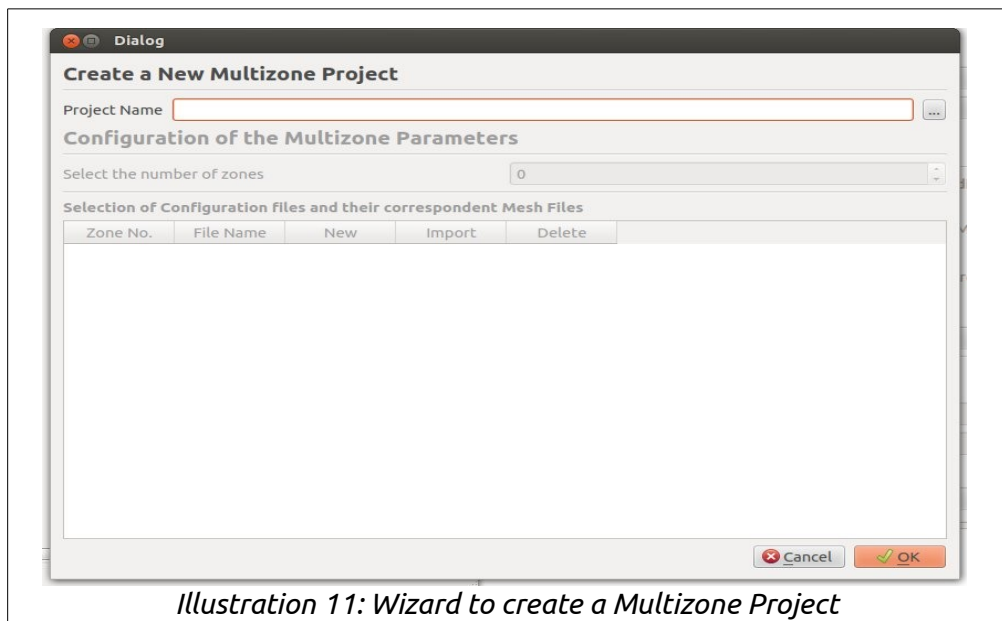 Dialog
Create a New Multizone Project
Project Name ...
Configuration of the Multizone Parameters
Select the number of zones 0
Selection of Configuration files and their correspondent Mesh Files
Zone No. File Name New Import Delete
Cancel OK
Illustration 11: Wizard to create a Multizone Project